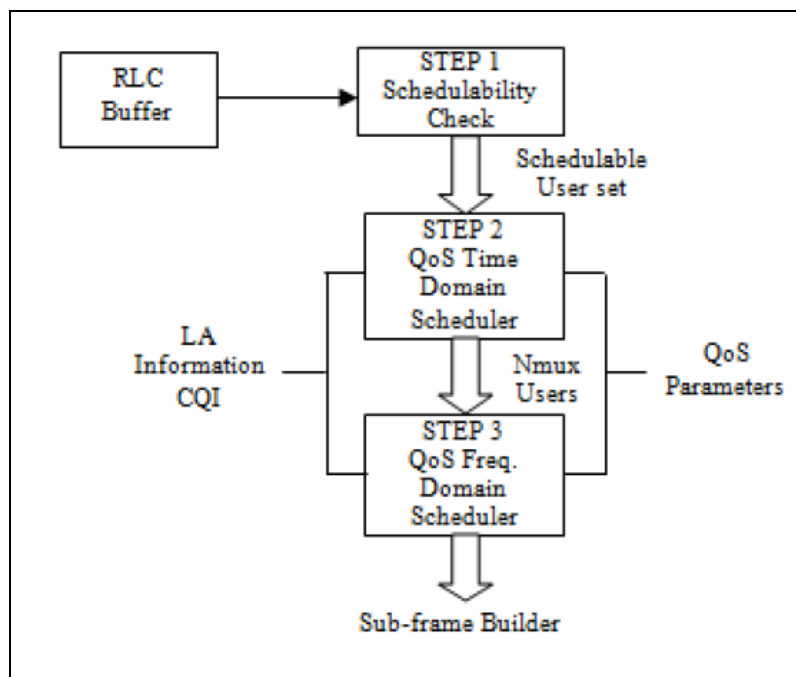 RLC
Buffer
STEP 1
Schedulability
Check
Schedulable
User set
STEP 2
QoS Time
Domain
Scheduler
LA
Information
CQI
Nmux
Users
QoS
Parameters
STEP 3
QoS Freq.
Domain
Scheduler
Sub-frame Builder